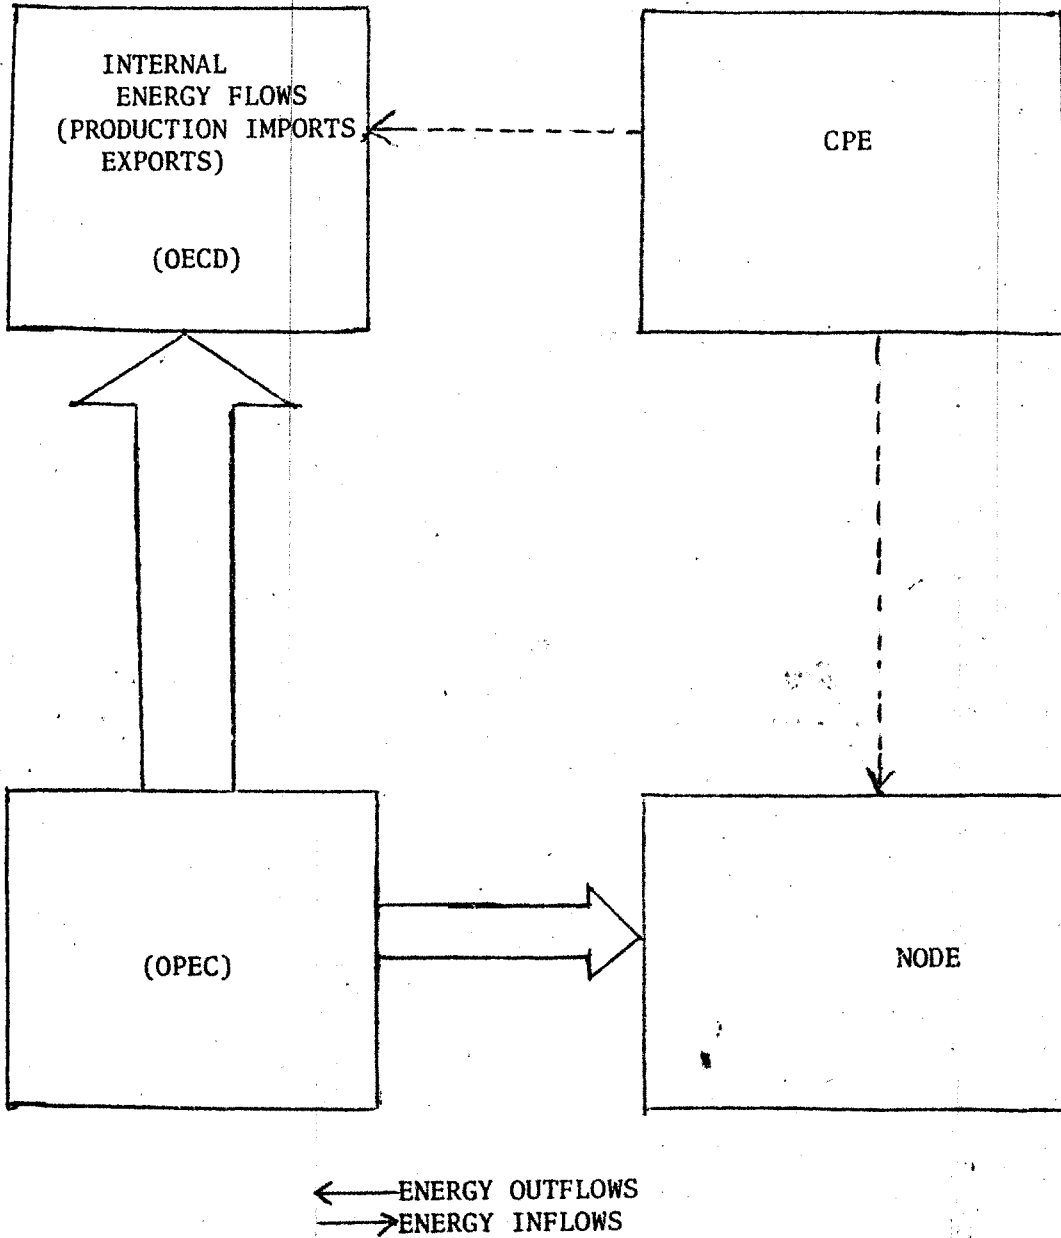 INTERNAL
ENERGY FLOWS
(PRODUCTION IMPORTS
EXPORTS)
(OECD)
CPE
(OPEC)
NODE
ENERGY OUTFLOWS
ENERGY INFLOWS